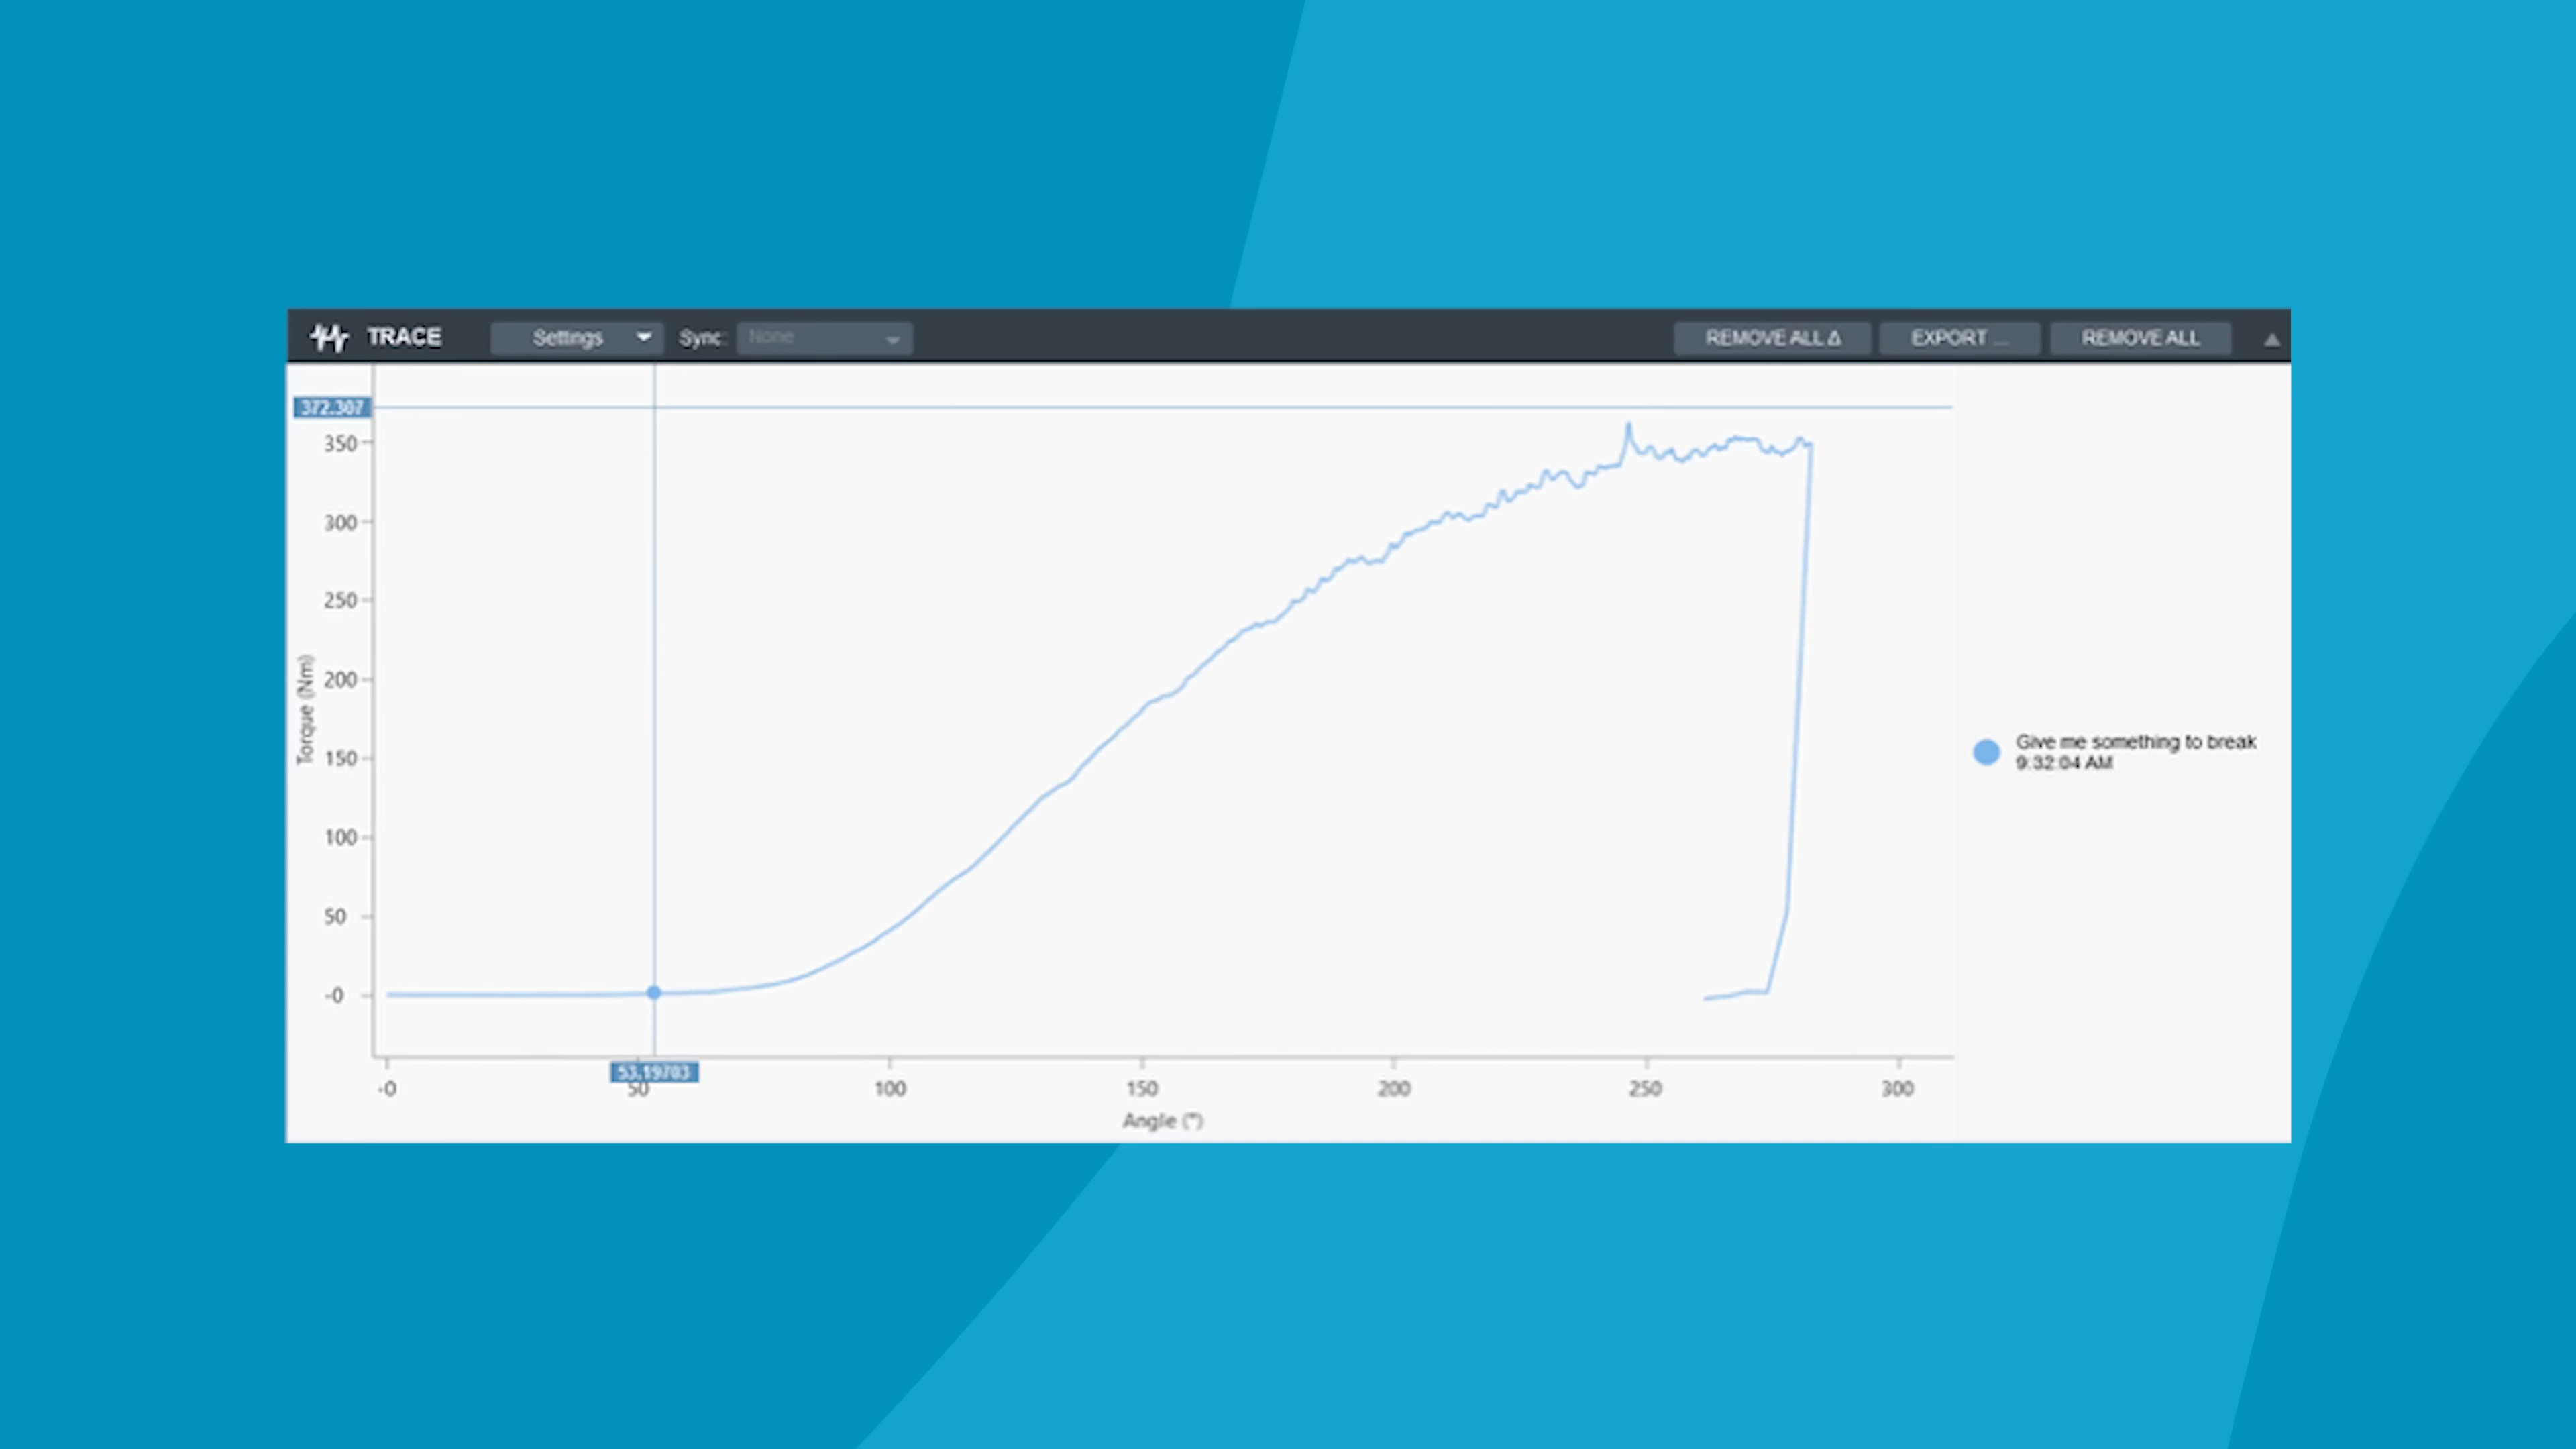 TRACE Settings Sync: None REMOVE ALL Δ EXPORT ... REMOVE ALL
372.307
350
300
250
200
150
100
50
-0
Torque (Nm)
Give me something to break
9:32:04 AM
53.19703
-0 50 100 150 200 250 300
Angle (°)